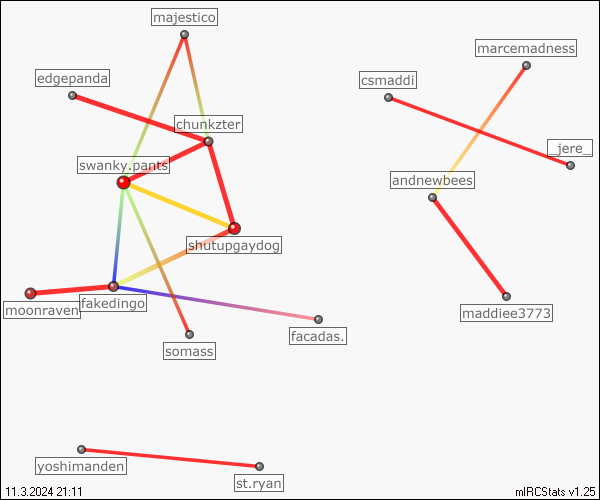 majestico
marcemadness
edgepanda
csmaddi
chunkzter
_jere_
swanky.pants
andnewbees
shutupgaydog
moonraven
fakedingo
maddiee3773
facadas.
somass
yoshimanden
st.ryan
11.3.2024 21:11
mIRCStats v1.25